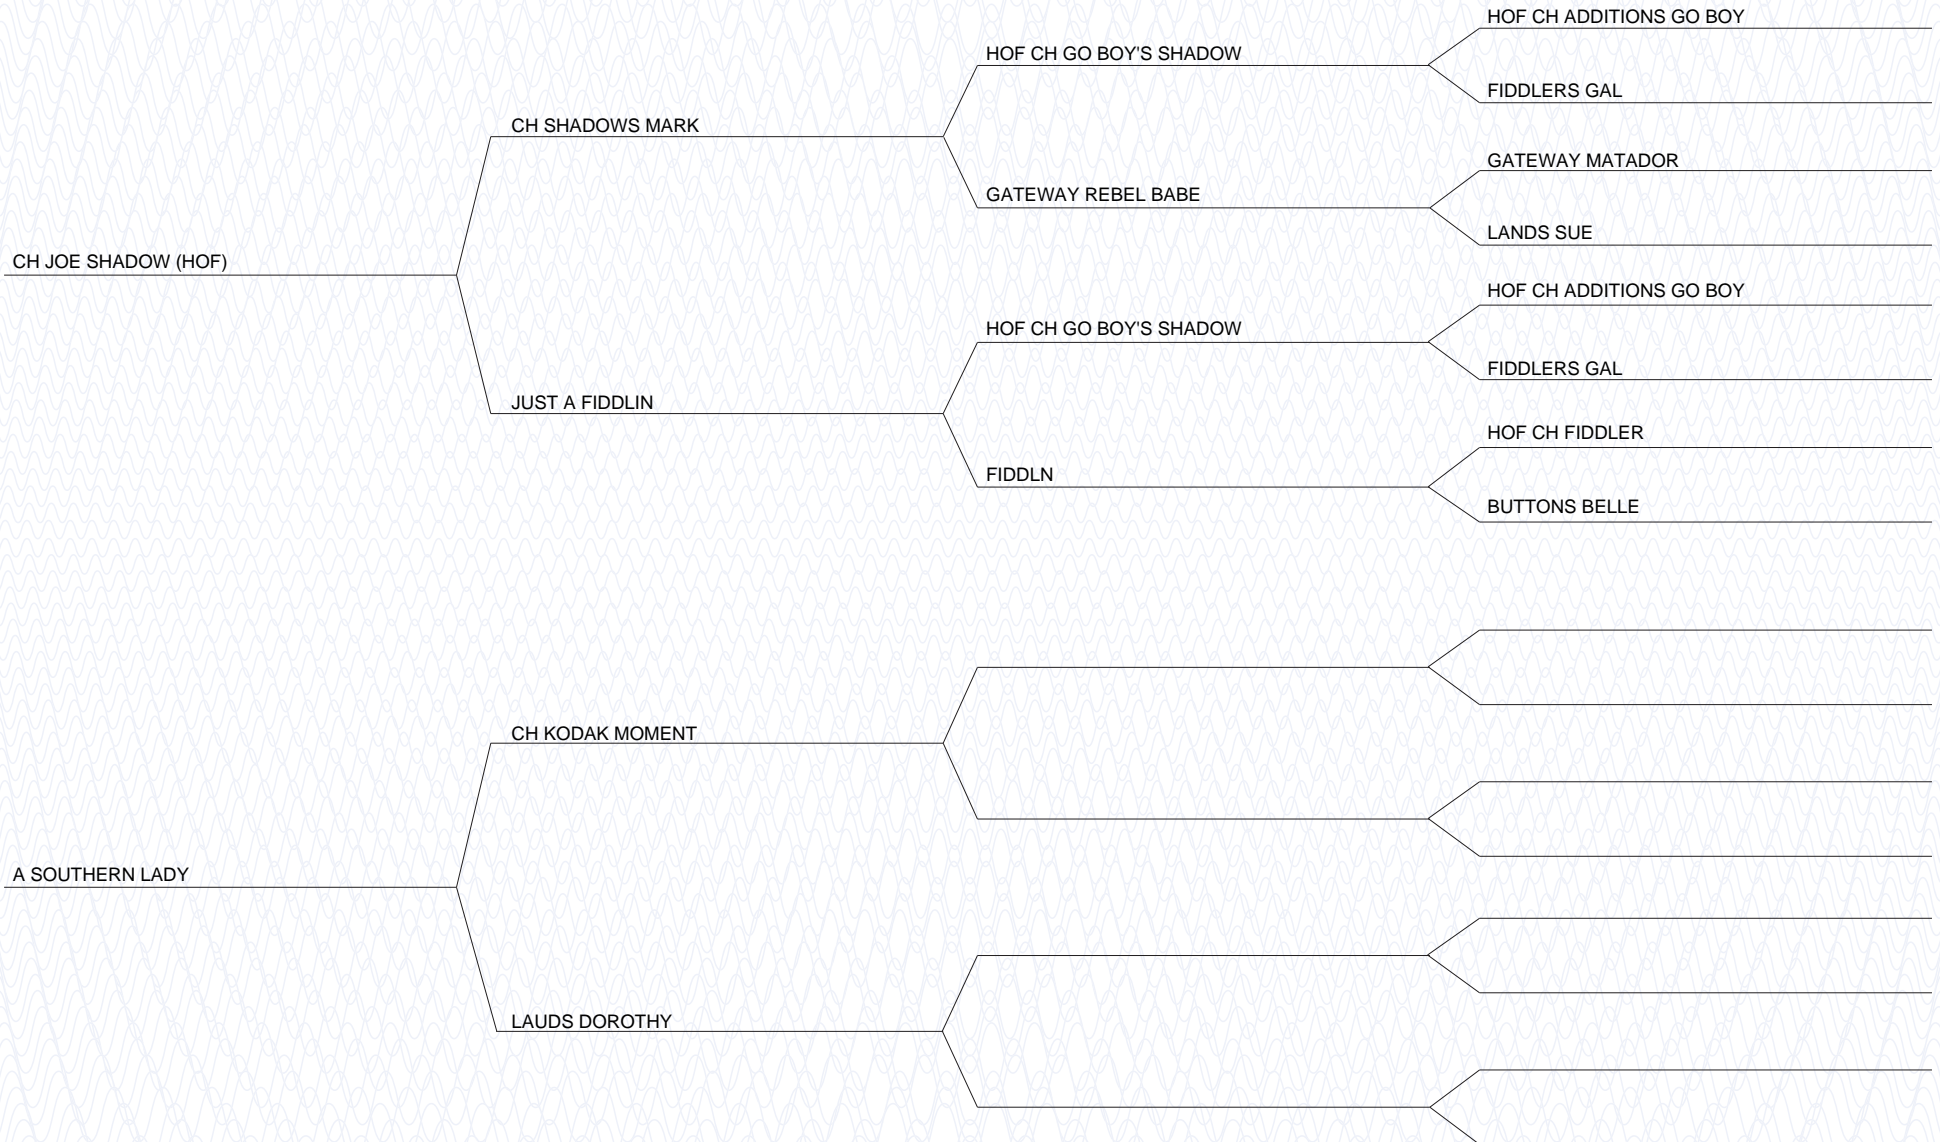 HOF CH ADDITIONS GO BOY
HOF CH GO BOY'S SHADOW
FIDDLERS GAL
CH SHADOWS MARK
GATEWAY MATADOR
GATEWAY REBEL BABE
LANDS SUE
CH JOE SHADOW (HOF)
HOF CH ADDITIONS GO BOY
HOF CH GO BOY'S SHADOW
FIDDLERS GAL
JUST A FIDDLIN
HOF CH FIDDLER
FIDDLN
BUTTONS BELLE
CH KODAK MOMENT
A SOUTHERN LADY
LAUDS DOROTHY